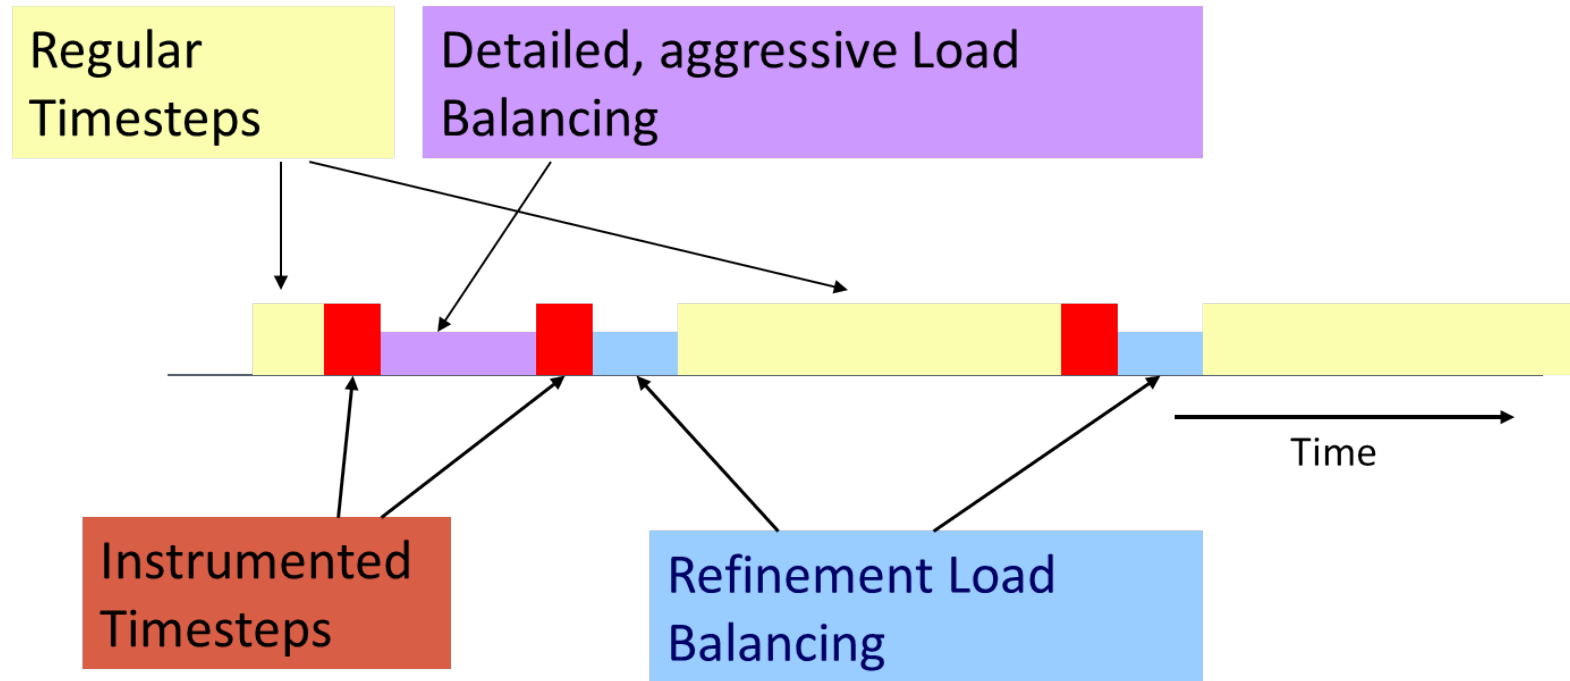 Regular
Timesteps
Detailed, aggressive Load
Balancing
Time
Instrumented
Timesteps
Refinement Load
Balancing